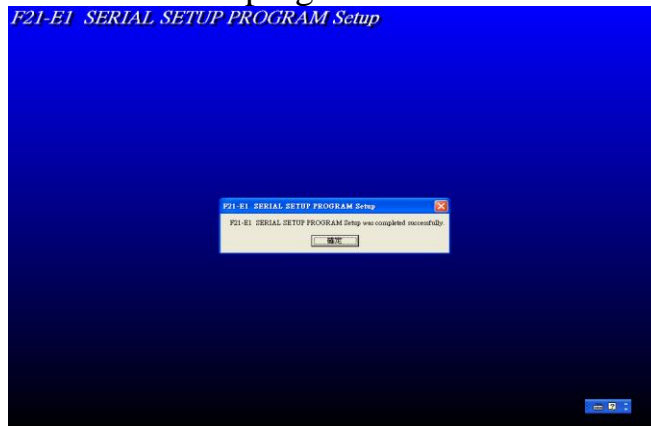 F21-E1 SERIAL SETUP PROGRAM Setup
F21-E1 SERIAL SETUP PROGRAM Setup
F21-E1 SERIAL SETUP PROGRAM Setup was completed successfully.
確定